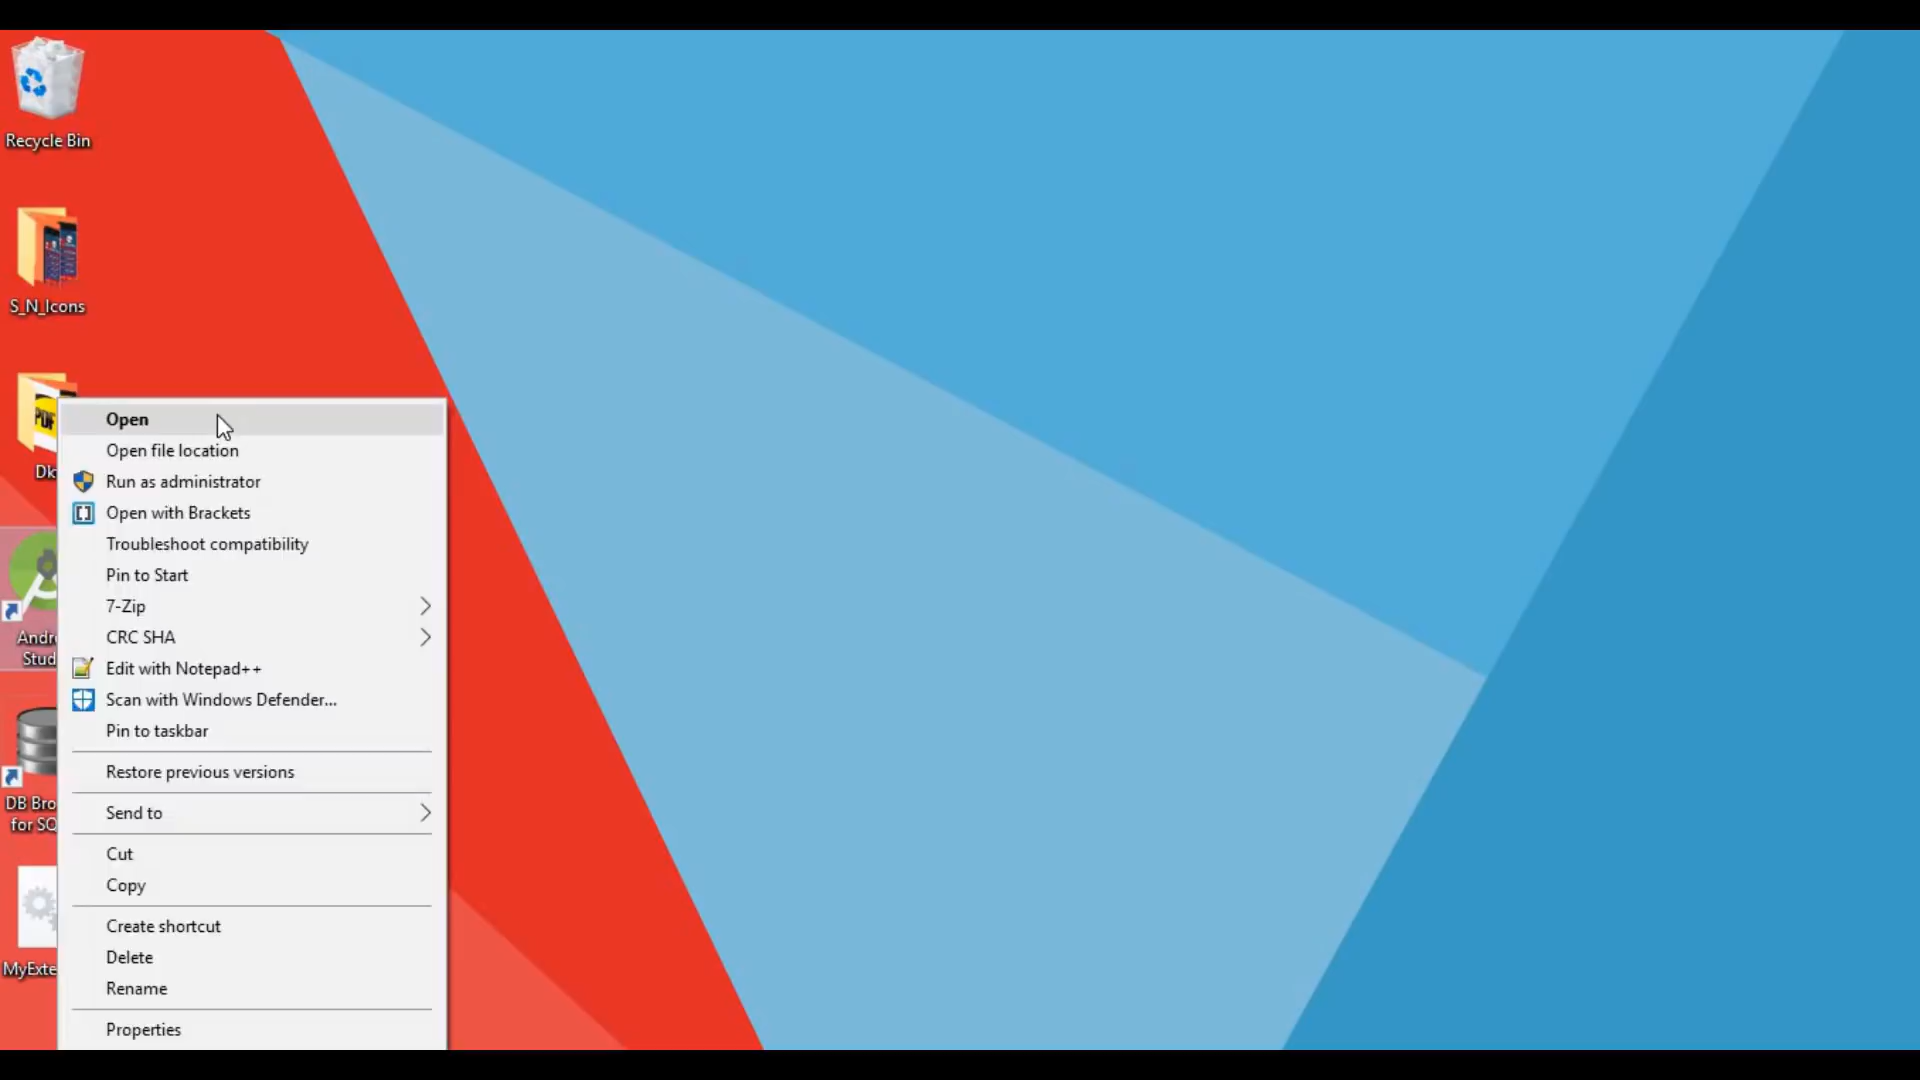 Recycle Bin
S_N_Icons
PDF
Dk
Andr
Stud
DB Bro
for SQ
MyExte
Open
Open file location
Run as administrator
Open with Brackets
Troubleshoot compatibility
Pin to Start
7-Zip
CRC SHA
Edit with Notepad++
Scan with Windows Defender...
Pin to taskbar
Restore previous versions
Send to
Cut
Copy
Create shortcut
Delete
Rename
Properties